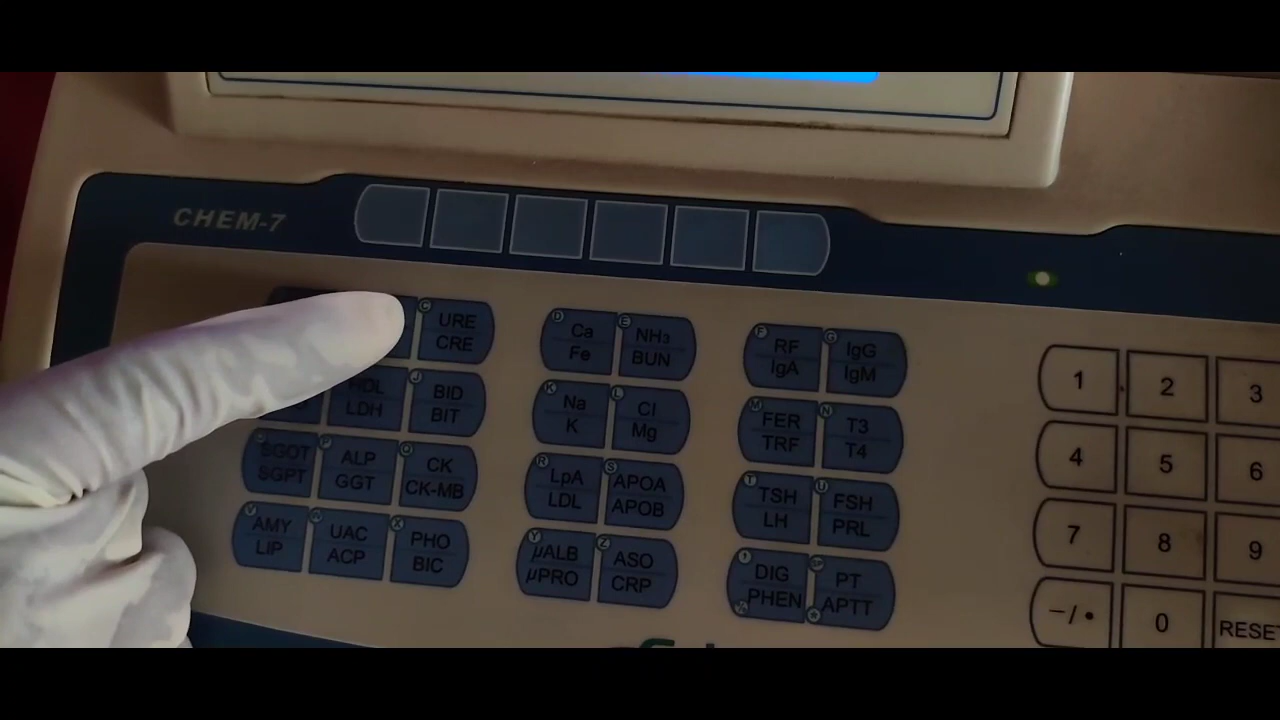 CHEM-7
C URE CRE
D Ca Fe
E NH₃ BUN
F RF IgA
G IgG IgM
1
2
3
HDL LDH
J BID BIT
K Na K
L Cl Mg
M FER TRF
N T3 T4
4
5
6
SGOT SGPT
P ALP GGT
Q CK CK-MB
R LpA LDL
S APOA APOB
T TSH LH
U FSH PRL
7
8
9
V AMY LIP
W UAC ACP
X PHO BIC
Y µALB µPRO
Z ASO CRP
DIG PHEN
PT APTT
−/•
0
RESET